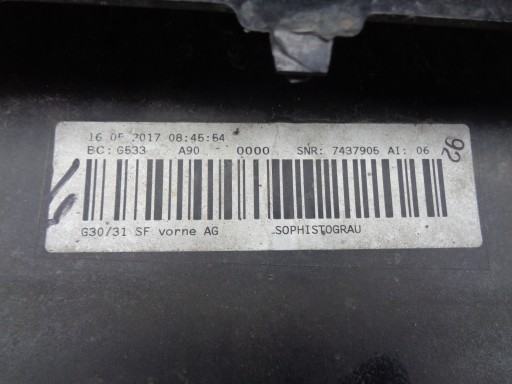 16.05.2017 08:45:54
BC: G533 A90 - 0000 SNR: 7437905 AI: 06
92
G30/31 SF vorne AG SOPHISTOGRAU